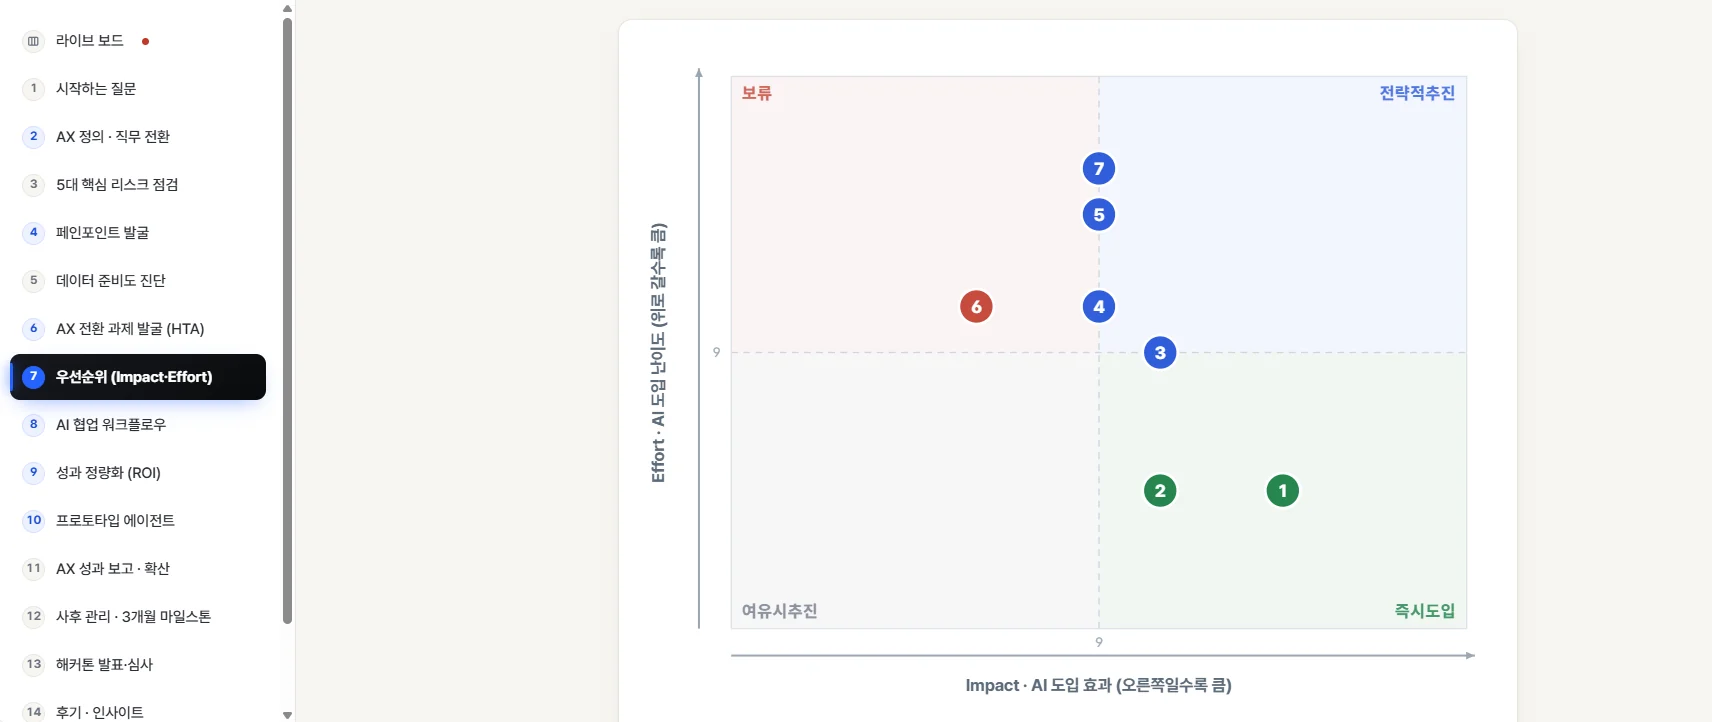 라이브 보드
1 시작하는 질문
2 AX 정의 · 직무 전환
3 5대 핵심 리스크 점검
4 페인포인트 발굴
5 데이터 준비도 진단
6 AX 전환 과제 발굴 (HTA)
7 우선순위 (Impact·Effort)
8 AI 협업 워크플로우
9 성과 정량화 (ROI)
10 프로토타입 에이전트
11 AX 성과 보고 · 확산
12 사후 관리 · 3개월 마일스톤
13 해커톤 발표·심사
14 후기 · 인사이트
보류
전략적추진
7
5
6
4
9
3
2
1
여유시추진
즉시도입
9
Effort · AI 도입 난이도 (위로 갈수록 큼)
Impact · AI 도입 효과 (오른쪽일수록 큼)